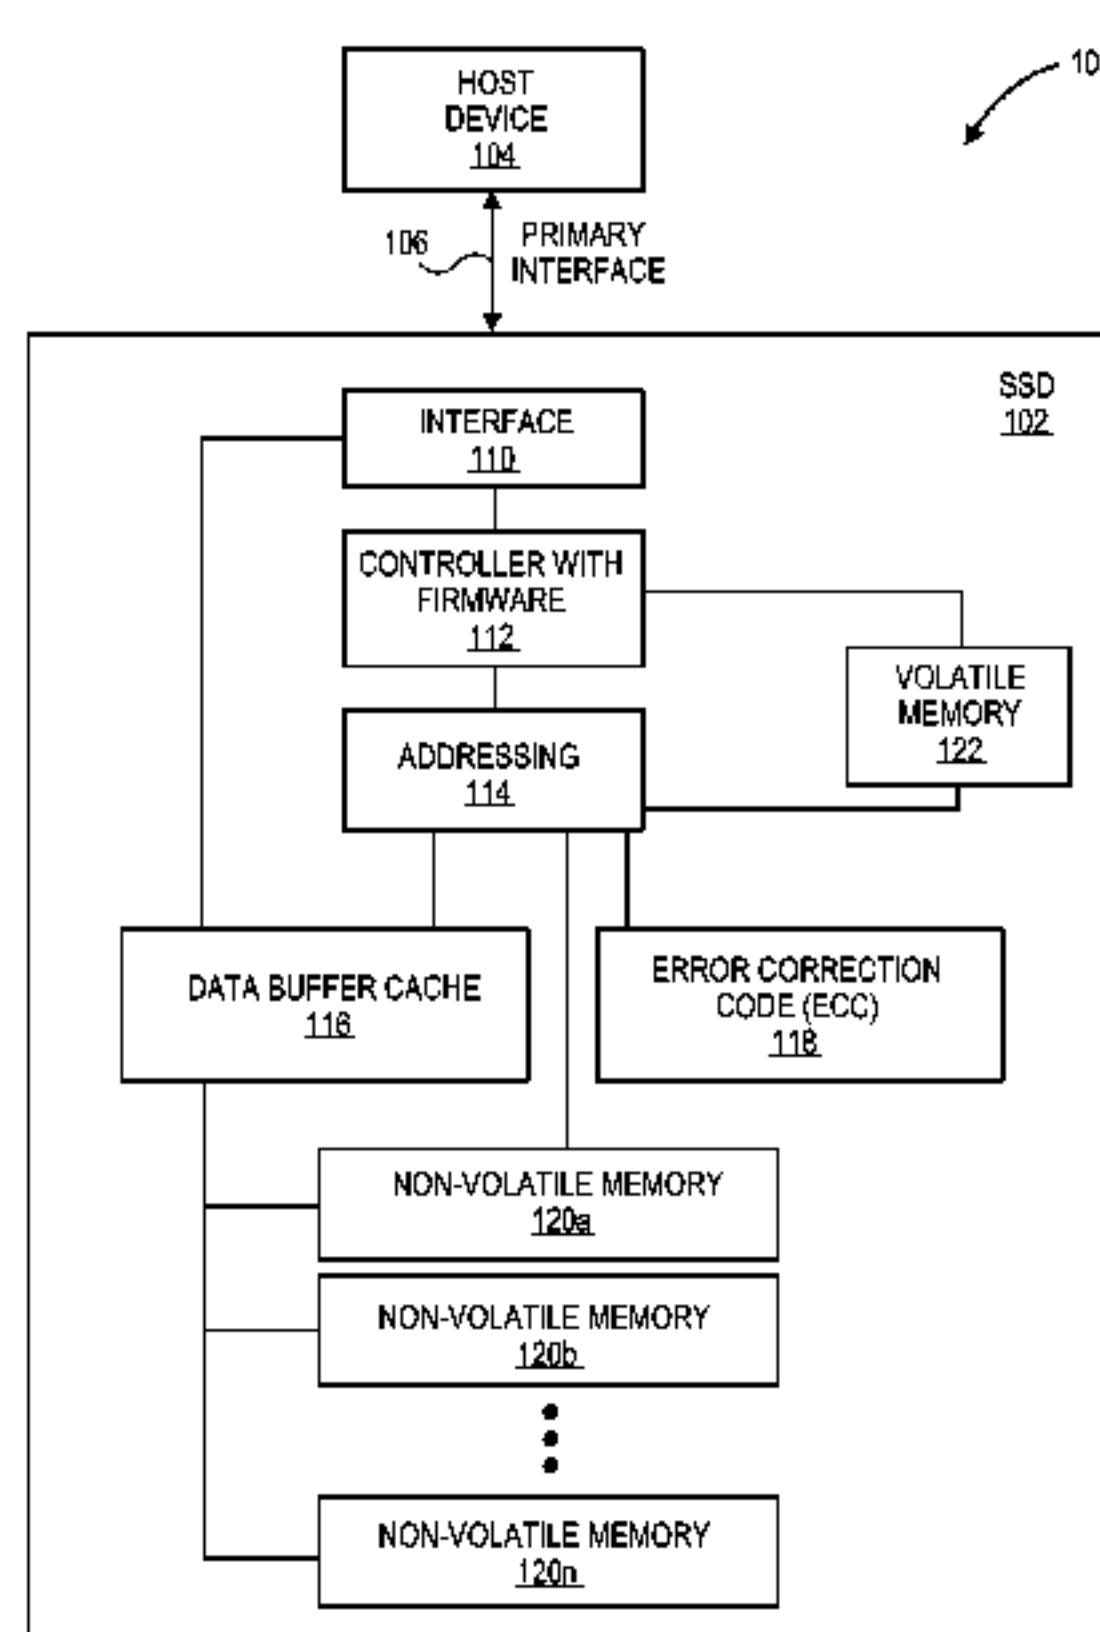 HOST
DEVICE
104
10
106
PRIMARY
INTERFACE
SSD
102
INTERFACE
110
CONTROLLER WITH
FIRMWARE
112
VOLATILE
MEMORY
122
ADDRESSING
114
DATA BUFFER CACHE
116
ERROR CORRECTION
CODE (ECC)
118
NON-VOLATILE MEMORY
120a
NON-VOLATILE MEMORY
120b
NON-VOLATILE MEMORY
120n